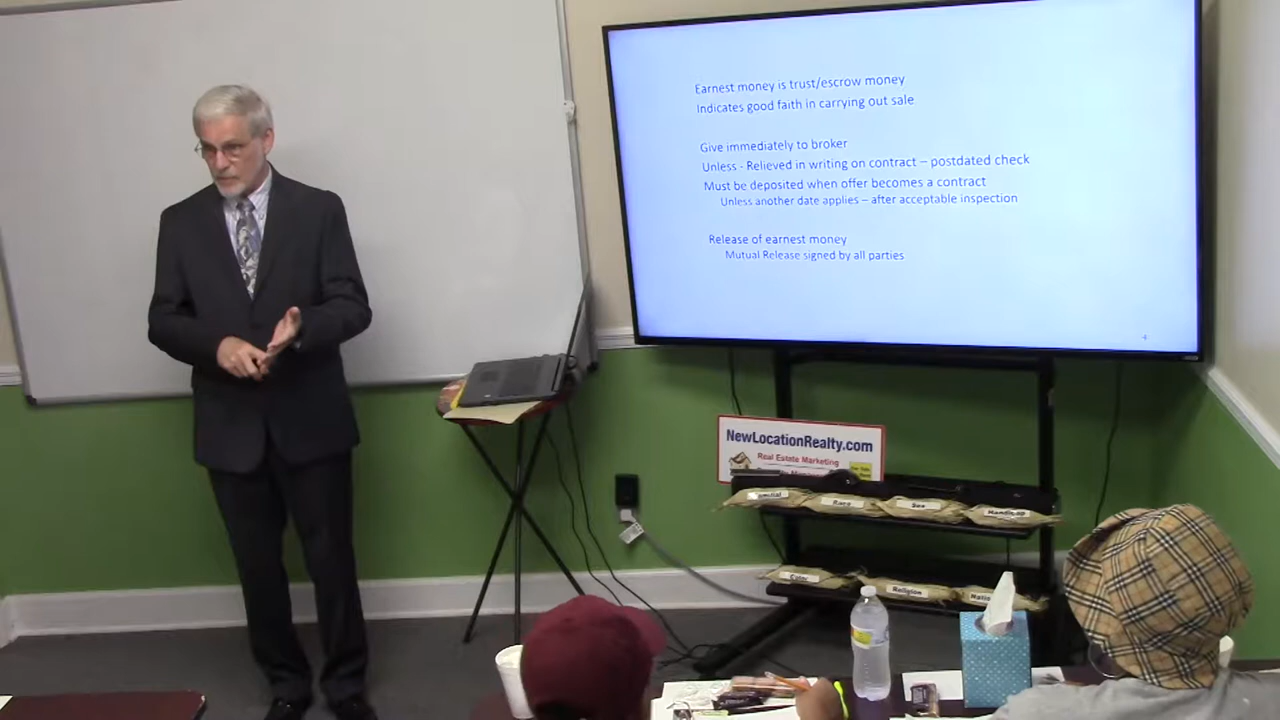 Earnest money is trust/escrow money
Indicates good faith in carrying out sale
Give immediately to broker
Unless - Relieved in writing on contract – postdated check
Must be deposited when offer becomes a contract
Unless another date applies – after acceptable inspection
Release of earnest money
Mutual Release signed by all parties
NewLocationRealty.com
Real Estate Marketing
Familial
Race
Sex
Handicap
Color
Religion